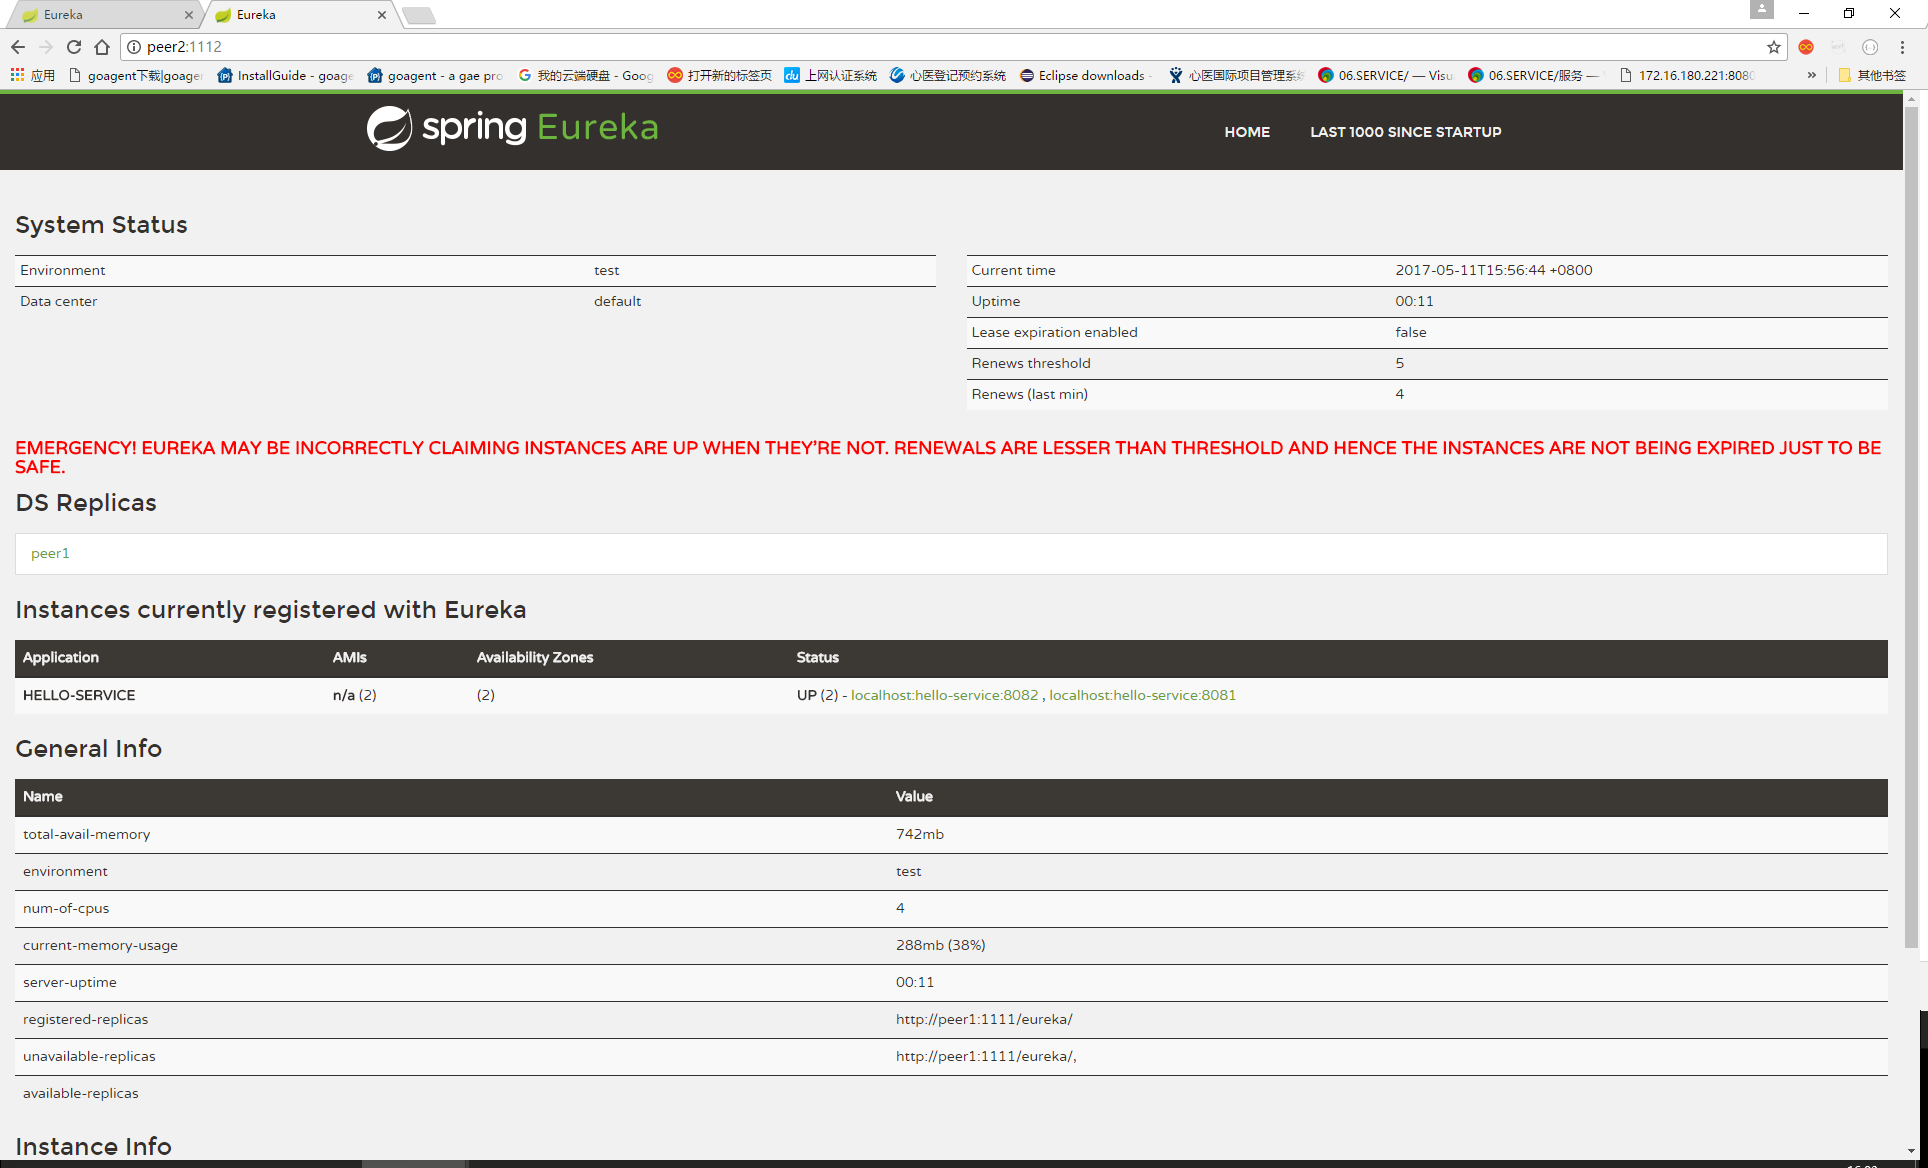 Eureka
Eureka
peer2:1112
应用
goagent下载|goager
InstallGuide - goage
goagent - a gae pro
我的云端硬盘 - Goog
打开新的标签页
上网认证系统
心医登记预约系统
Eclipse downloads -
心医国际项目管理系统
06.SERVICE/ — Visu
06.SERVICE/服务 —
172.16.180.221:8080
»
其他书签
spring Eureka
HOME
LAST 1000 SINCE STARTUP
System Status
Environment test
Data center default
Current time 2017-05-11T15:56:44 +0800
Uptime 00:11
Lease expiration enabled false
Renews threshold 5
Renews (last min) 4
EMERGENCY! EUREKA MAY BE INCORRECTLY CLAIMING INSTANCES ARE UP WHEN THEY'RE NOT. RENEWALS ARE LESSER THAN THRESHOLD AND HENCE THE INSTANCES ARE NOT BEING EXPIRED JUST TO BE
SAFE.
DS Replicas
peer1
Instances currently registered with Eureka
Application AMIs Availability Zones Status
HELLO-SERVICE n/a (2) (2) UP (2) - localhost:hello-service:8082 , localhost:hello-service:8081
General Info
Name Value
total-avail-memory 742mb
environment test
num-of-cpus 4
current-memory-usage 288mb (38%)
server-uptime 00:11
registered-replicas http://peer1:1111/eureka/
unavailable-replicas http://peer1:1111/eureka/,
available-replicas
Instance Info